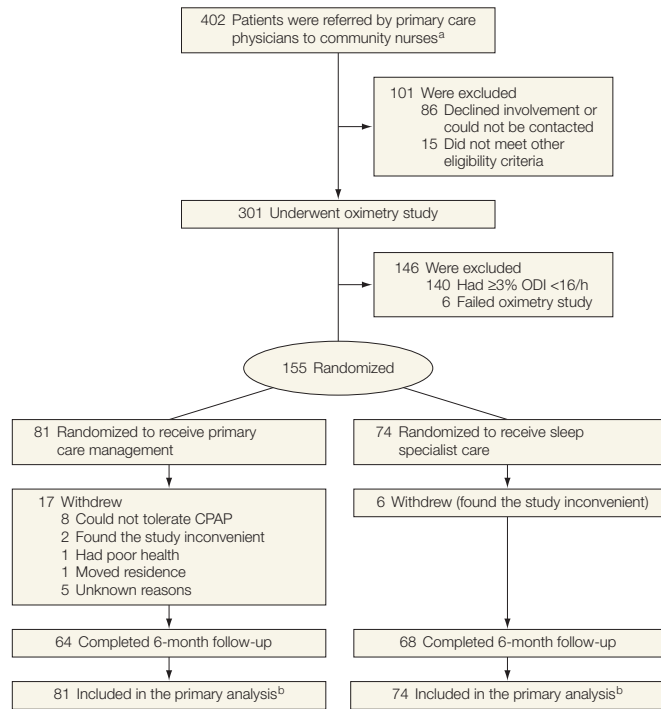 402 Patients were referred by primary care
physicians to community nursesᵃ
101 Were excluded
86 Declined involvement or
could not be contacted
15 Did not meet other
eligibility criteria
301 Underwent oximetry study
146 Were excluded
140 Had ≥3% ODI <16/h
6 Failed oximetry study
155 Randomized
81 Randomized to receive primary
care management
74 Randomized to receive sleep
specialist care
17 Withdrew
8 Could not tolerate CPAP
2 Found the study inconvenient
1 Had poor health
1 Moved residence
5 Unknown reasons
6 Withdrew (found the study inconvenient)
64 Completed 6-month follow-up
68 Completed 6-month follow-up
81 Included in the primary analysisᵇ
74 Included in the primary analysisᵇ